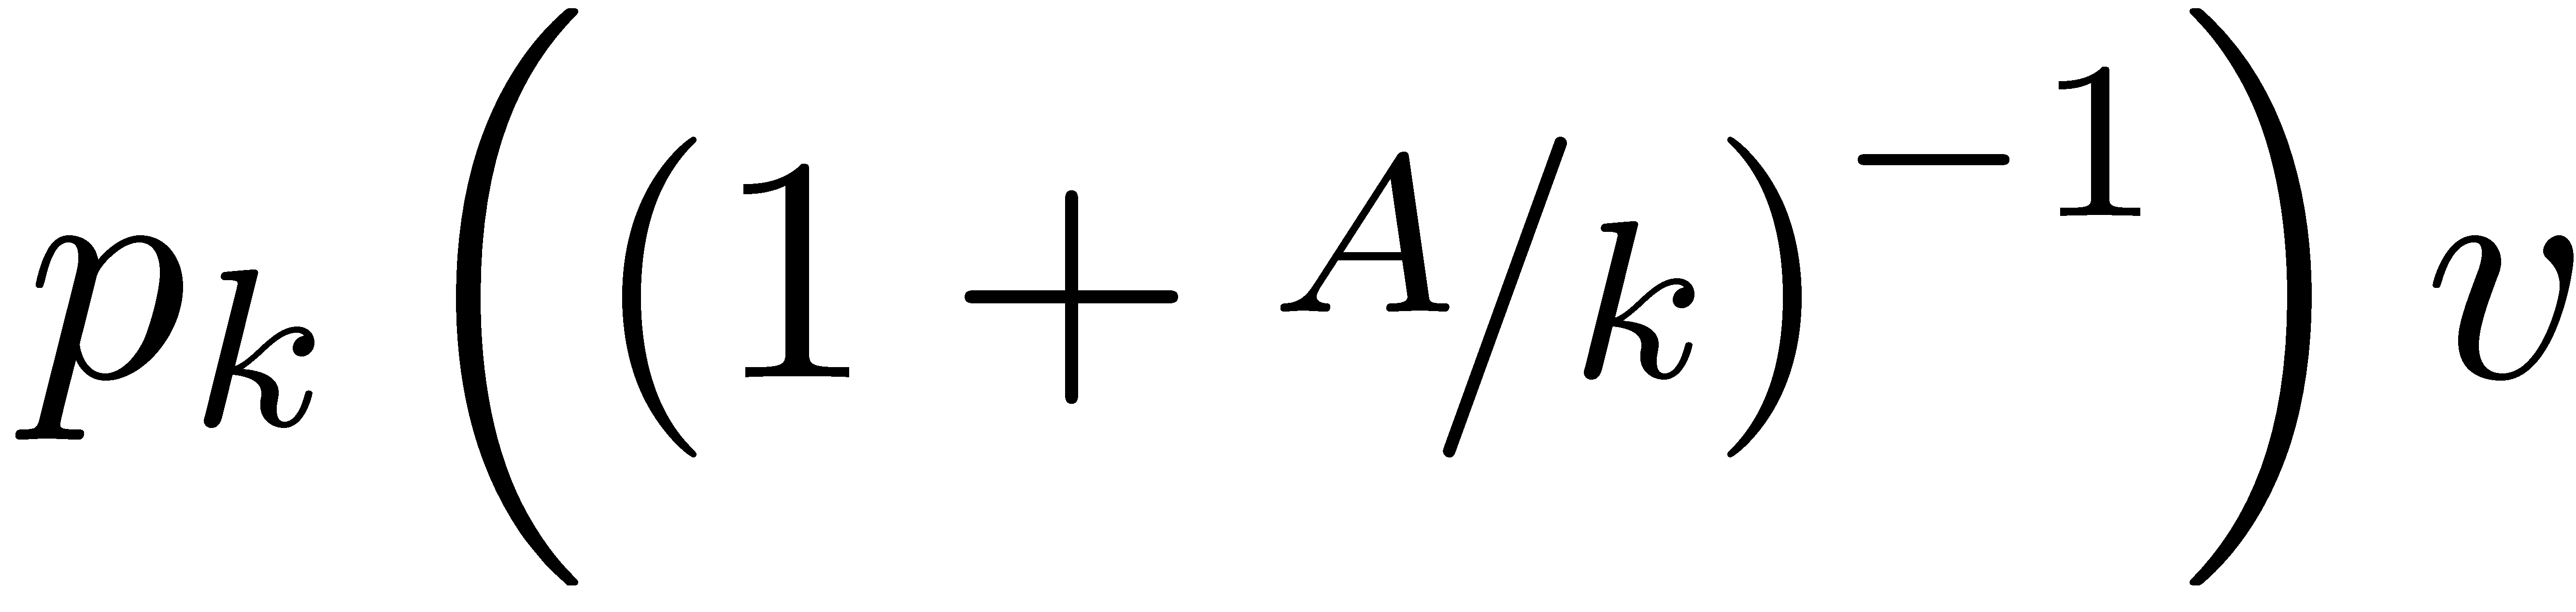 $p_k \left( (1 + {}^{A}/_{k})^{-1} \right) v$